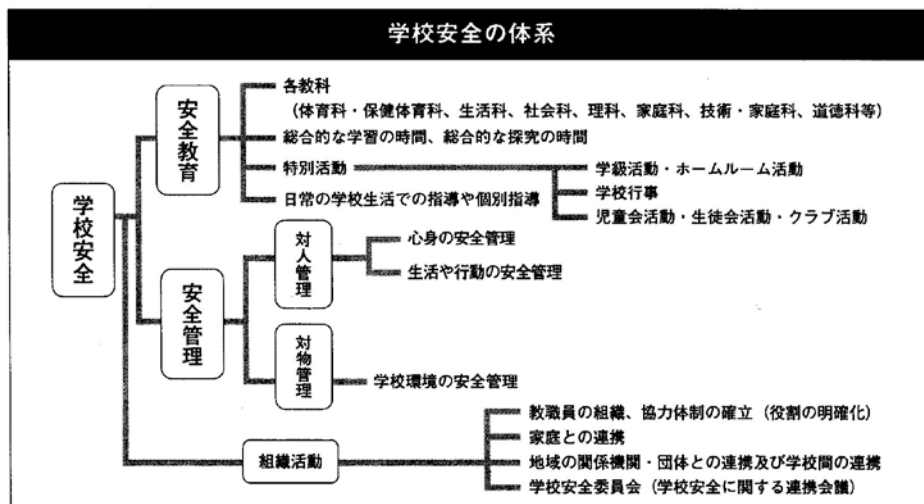 学校安全の体系
学校安全
安全教育
各教科
（体育科・保健体育科、生活科、社会科、理科、家庭科、技術・家庭科、道徳科等）
総合的な学習の時間、総合的な探究の時間
特別活動
学級活動・ホームルーム活動
学校行事
児童会活動・生徒会活動・クラブ活動
日常の学校生活での指導や個別指導
安全管理
対人管理
心身の安全管理
生活や行動の安全管理
対物管理
学校環境の安全管理
組織活動
教職員の組織、協力体制の確立（役割の明確化）
家庭との連携
地域の関係機関・団体との連携及び学校間の連携
学校安全委員会（学校安全に関する連携会議）